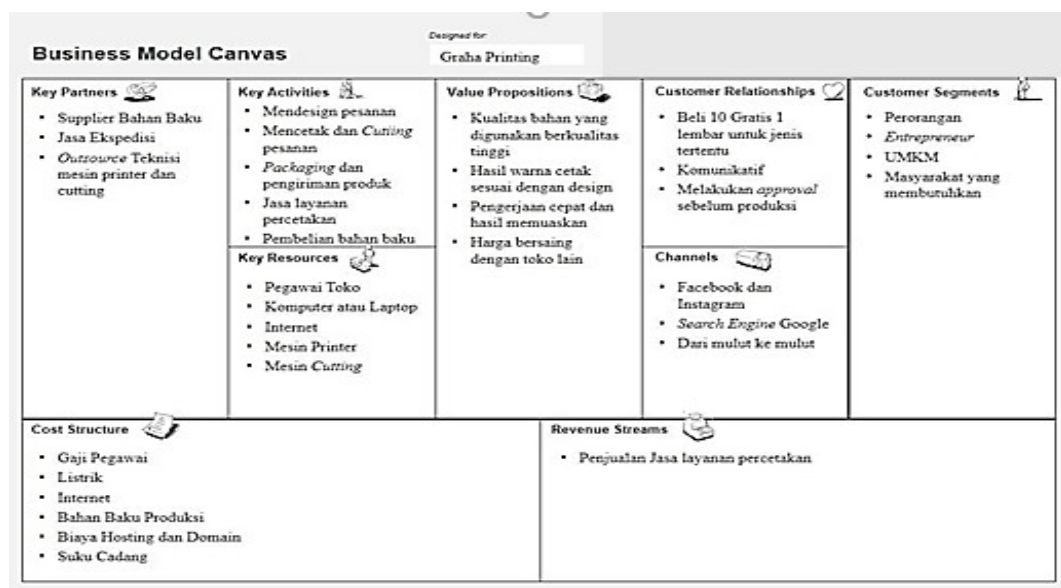 Designed for:
Business Model Canvas
Graha Printing
Key Partners
• Supplier Bahan Baku
• Jasa Ekspedisi
• Outsource Teknisi
mesin printer dan
cutting
Key Activities
• Mendesign pesanan
• Mencetak dan Cutting
pesanan
• Packaging dan
pengiriman produk
• Jasa layanan
percetakan
• Pembelian bahan baku
Key Resources
• Pegawai Toko
• Komputer atau Laptop
• Internet
• Mesin Printer
• Mesin Cutting
Value Propositions
• Kualitas bahan yang
digunakan berkualitas
tinggi
• Hasil warna cetak
sesuai dengan design
• Pengerjaan cepat dan
hasil memuaskan
• Harga bersaing
dengan toko lain
Customer Relationships
• Beli 10 Gratis 1
lembar untuk jenis
tertentu
• Komunikatif
• Melakukan approval
sebelum produksi
Channels
• Facebook dan
Instagram
• Search Engine Google
• Dari mulut ke mulut
Customer Segments
• Perorangan
• Entrepreneur
• UMKM
• Masyarakat yang
membutuhkan
Cost Structure
• Gaji Pegawai
• Listrik
• Internet
• Bahan Baku Produksi
• Biaya Hosting dan Domain
• Suku Cadang
Revenue Streams
• Penjualan Jasa layanan percetakan